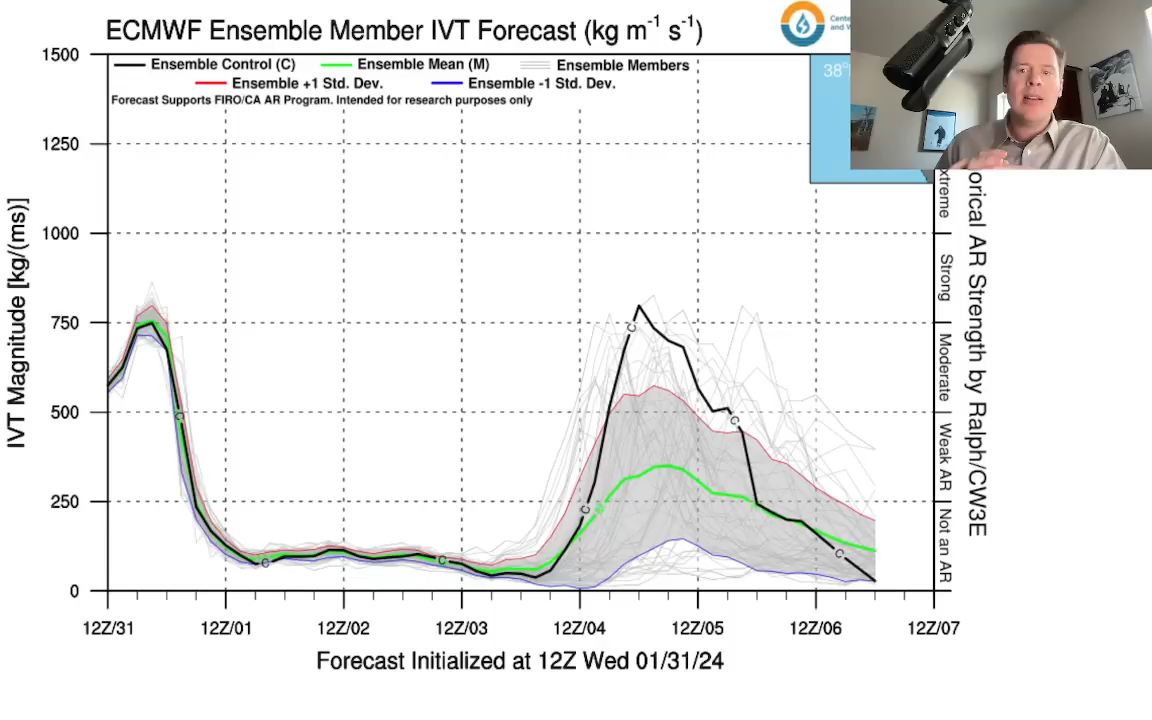 ECMWF Ensemble Member IVT Forecast (kg m⁻¹ s⁻¹)
Cente
and W
1500
1250
1000
750
500
250
0
IVT Magnitude [kg/(ms)]
Ensemble Control (C)
Ensemble Mean (M)
Ensemble Members
Ensemble +1 Std. Dev.
Ensemble -1 Std. Dev.
Forecast Supports FIRO/CA AR Program. Intended for research purposes only
38°
C
C
C
C
C
C
C
M
xtreme
Strong
Moderate
Weak AR
Not an AR
orical AR Strength by Ralph/CW3E
12Z/31
12Z/01
12Z/02
12Z/03
12Z/04
12Z/05
12Z/06
12Z/07
Forecast Initialized at 12Z Wed 01/31/24